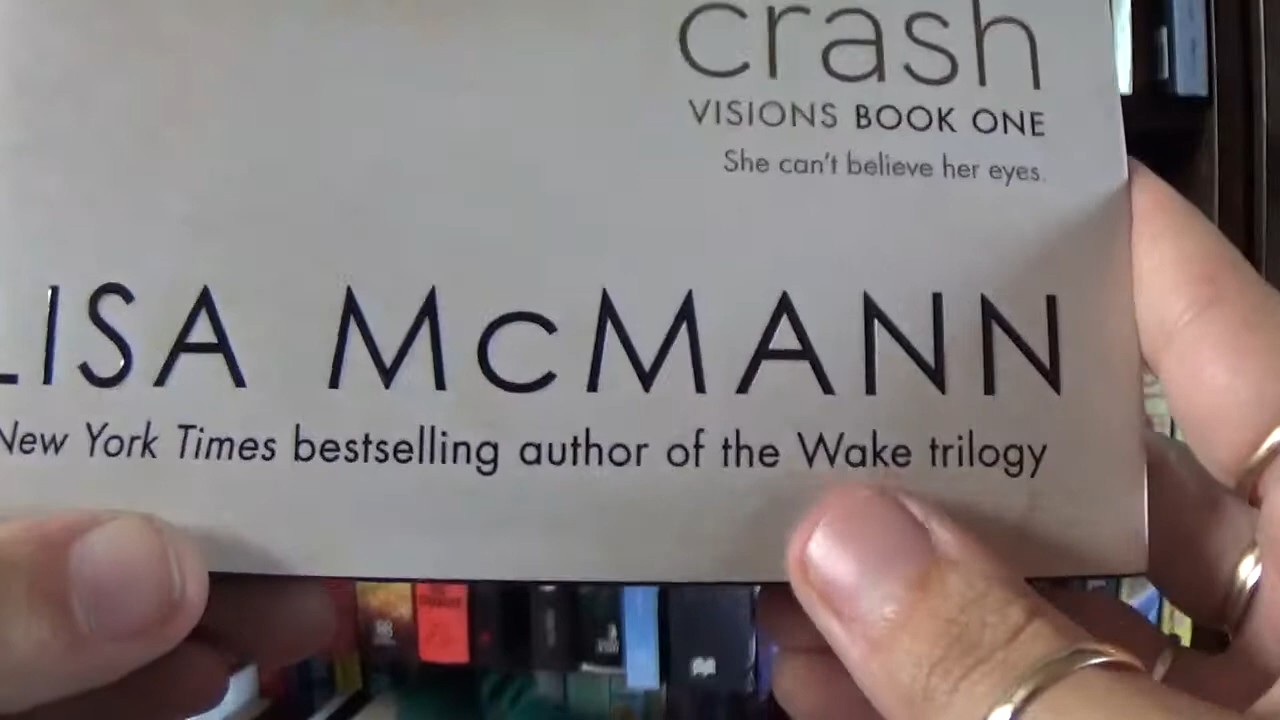 crash
VISIONS BOOK ONE
She can't believe her eyes.
LISA McMANN
New York Times bestselling author of the Wake trilogy